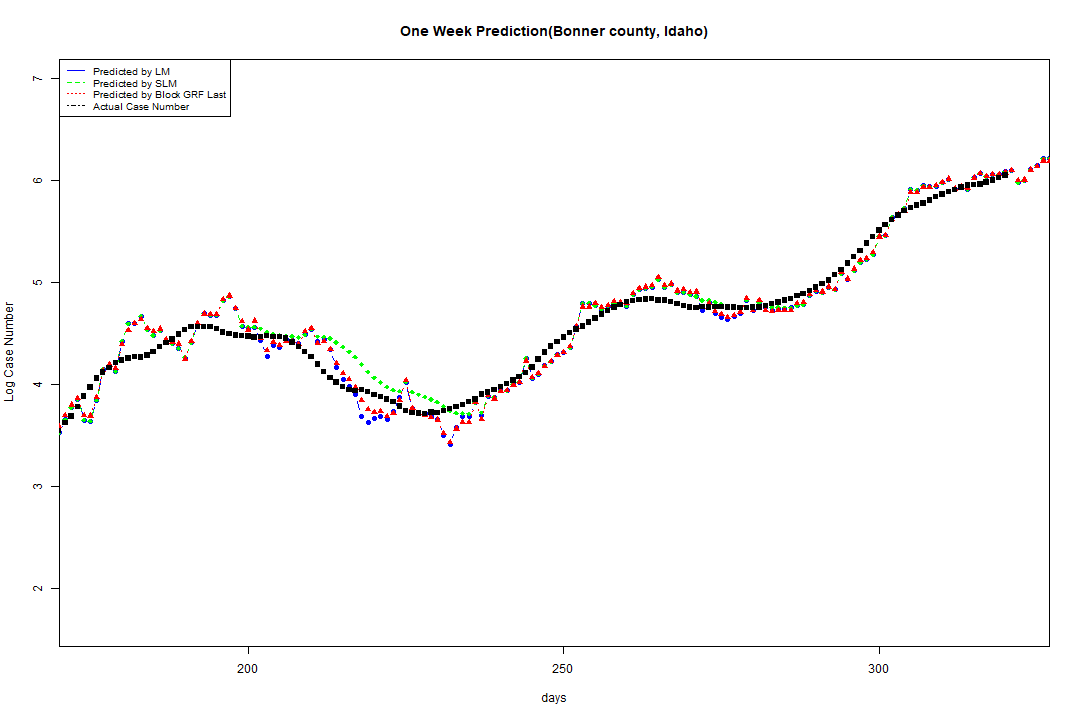 One Week Prediction(Bonner county, Idaho)
Predicted by LM
Predicted by SLM
Predicted by Block GRF Last
Actual Case Number
7
6
5
4
3
2
Log Case Number
200 250 300
days